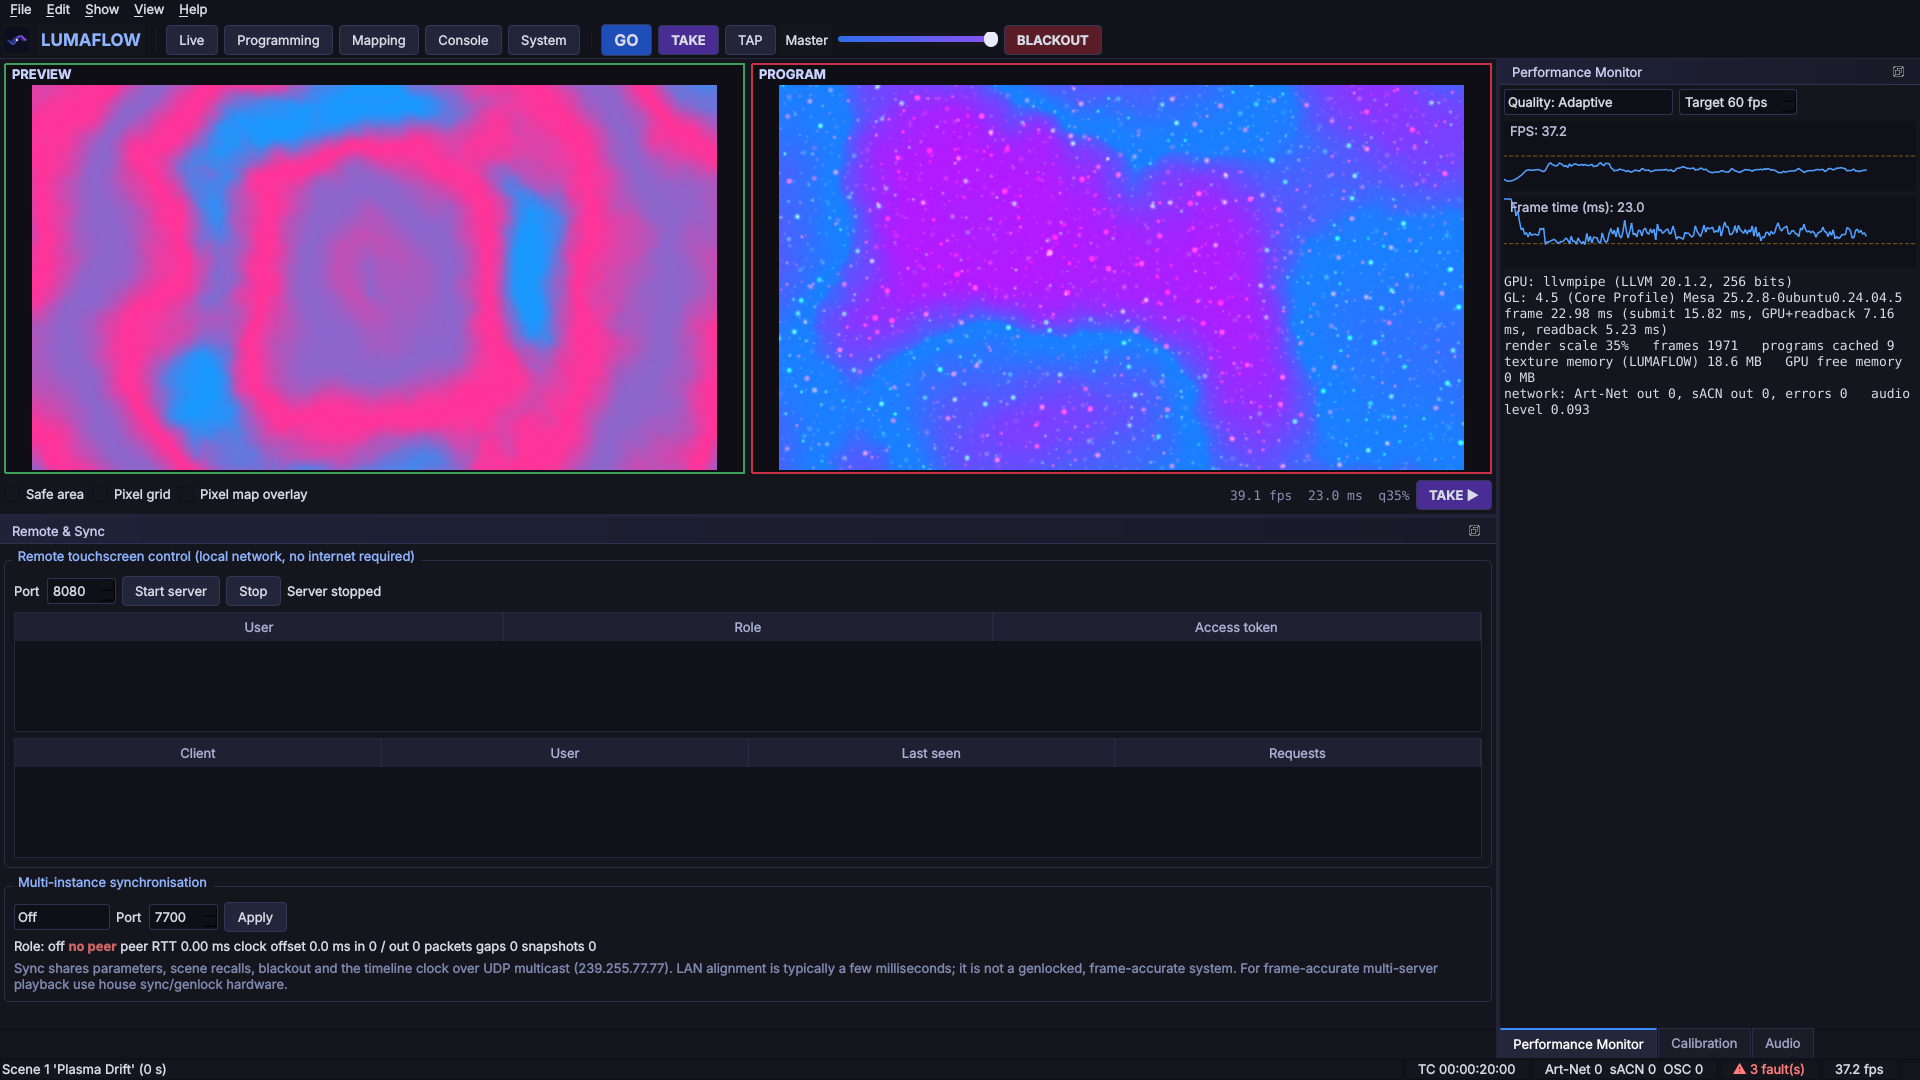 File Edit Show View Help
LUMAFLOW Live Programming Mapping Console System GO TAKE TAP Master BLACKOUT
PREVIEW
PROGRAM
Safe area Pixel grid Pixel map overlay
39.1 fps 23.0 ms q35% TAKE ▶
Remote & Sync
Remote touchscreen control (local network, no internet required)
Port 8080 Start server Stop Server stopped
User Role Access token
Client User Last seen Requests
Multi-instance synchronisation
Off Port 7700 Apply
Role: off no peer peer RTT 0.00 ms clock offset 0.0 ms in 0 / out 0 packets gaps 0 snapshots 0
Sync shares parameters, scene recalls, blackout and the timeline clock over UDP multicast (239.255.77.77). LAN alignment is typically a few milliseconds; it is not a genlocked, frame-accurate system. For frame-accurate multi-server
playback use house sync/genlock hardware.
Performance Monitor
Quality: Adaptive Target 60 fps
FPS: 37.2
Frame time (ms): 23.0
GPU: llvmpipe (LLVM 20.1.2, 256 bits)
GL: 4.5 (Core Profile) Mesa 25.2.8-0ubuntu0.24.04.5
frame 22.98 ms (submit 15.82 ms, GPU+readback 7.16
ms, readback 5.23 ms)
render scale 35% frames 1971 programs cached 9
texture memory (LUMAFLOW) 18.6 MB GPU free memory
0 MB
network: Art-Net out 0, sACN out 0, errors 0 audio
level 0.093
Performance Monitor Calibration Audio
Scene 1 'Plasma Drift' (0 s)
TC 00:00:20:00 Art-Net 0 sACN 0 OSC 0 3 fault(s) 37.2 fps